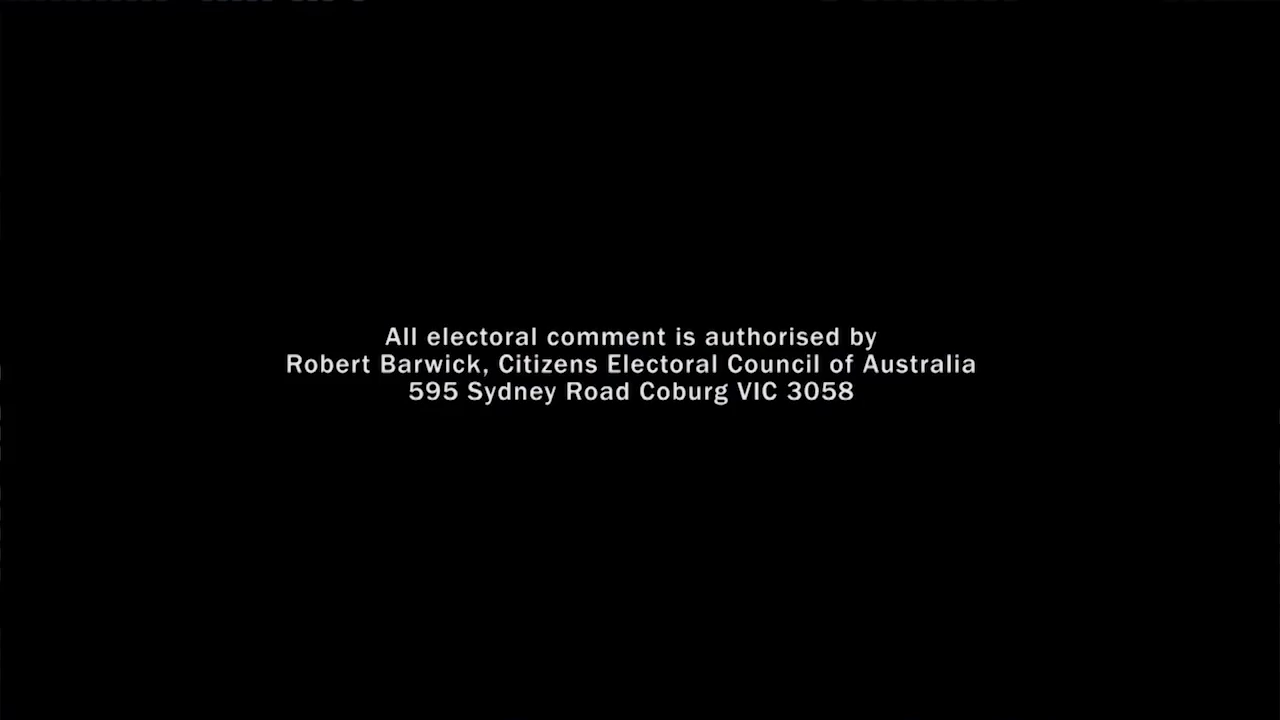 All electoral comment is authorised by
Robert Barwick, Citizens Electoral Council of Australia
595 Sydney Road Coburg VIC 3058